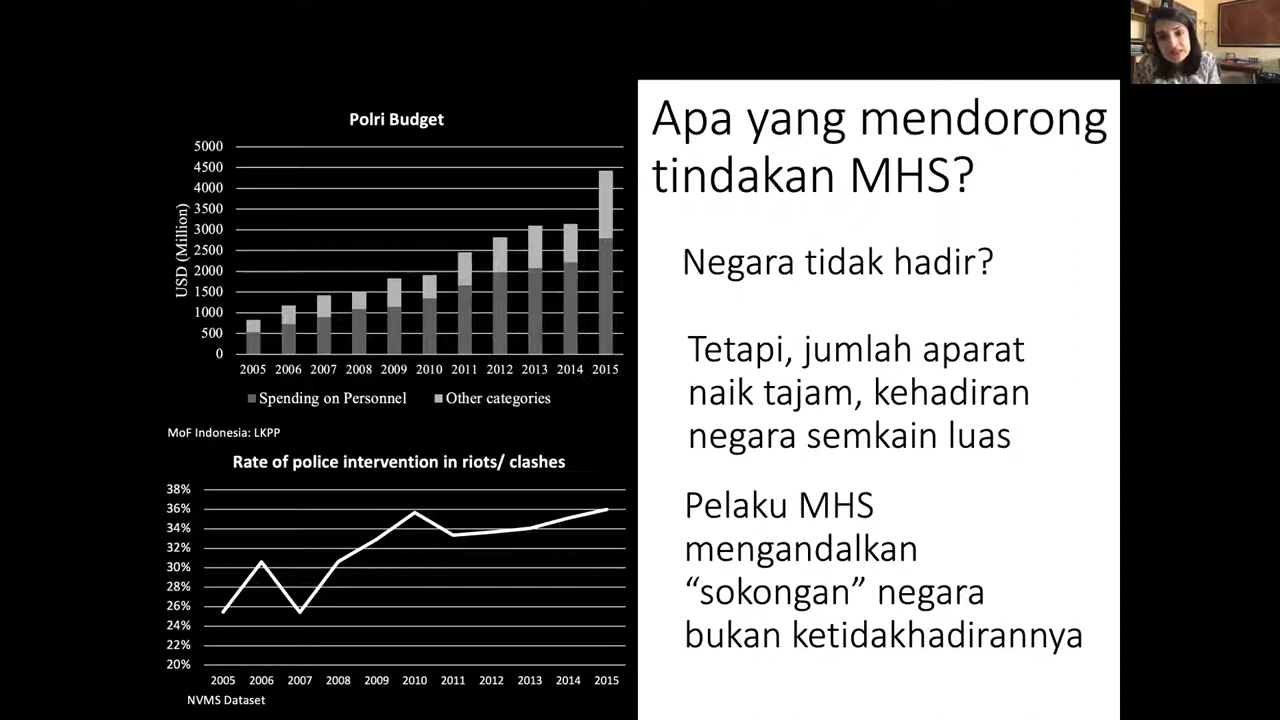 Polri Budget
5000
4500
4000
3500
3000
2500
2000
1500
1000
500
0
USD (Million)
2005 2006 2007 2008 2009 2010 2011 2012 2013 2014 2015
Spending on Personnel Other categories
MoF Indonesia: LKPP
Rate of police intervention in riots/ clashes
38%
36%
34%
32%
30%
28%
26%
24%
22%
20%
2005 2006 2007 2008 2009 2010 2011 2012 2013 2014 2015
NVMS Dataset
Apa yang mendorong
tindakan MHS?
Negara tidak hadir?
Tetapi, jumlah aparat
naik tajam, kehadiran
negara semkain luas
Pelaku MHS
mengandalkan
“sokongan” negara
bukan ketidakhadirannya